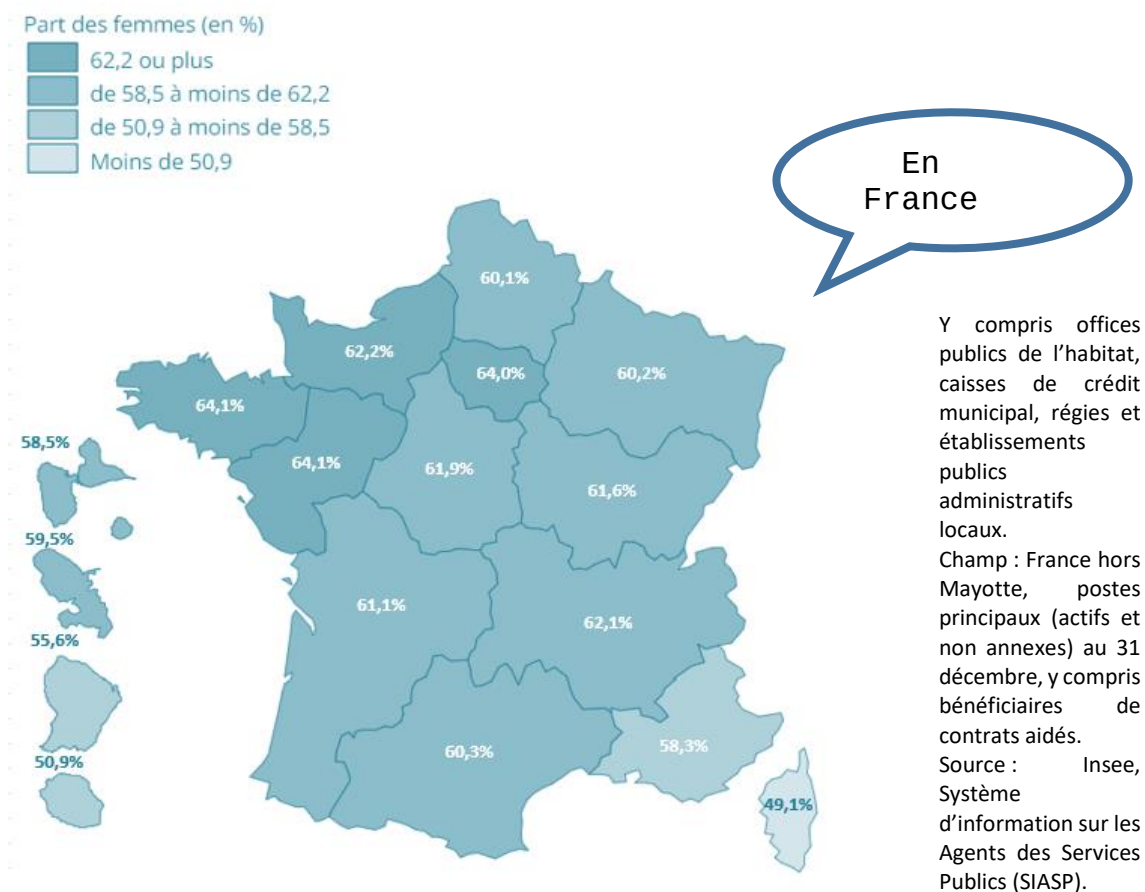 Part des femmes (en %)
62,2 ou plus
de 58,5 à moins de 62,2
de 50,9 à moins de 58,5
Moins de 50,9
En
France
60,1%
62,2%
64,0%
60,2%
64,1%
58,5%
64,1%
61,9%
61,6%
59,5%
61,1%
62,1%
55,6%
60,3%
58,3%
50,9%
49,1%
Y compris offices
publics de l’habitat,
caisses de crédit
municipal, régies et
établissements
publics
administratifs
locaux.
Champ : France hors
Mayotte, postes
principaux (actifs et
non annexes) au 31
décembre, y compris
bénéficiaires de
contrats aidés.
Source : Insee,
Système
d’information sur les
Agents des Services
Publics (SIASP).